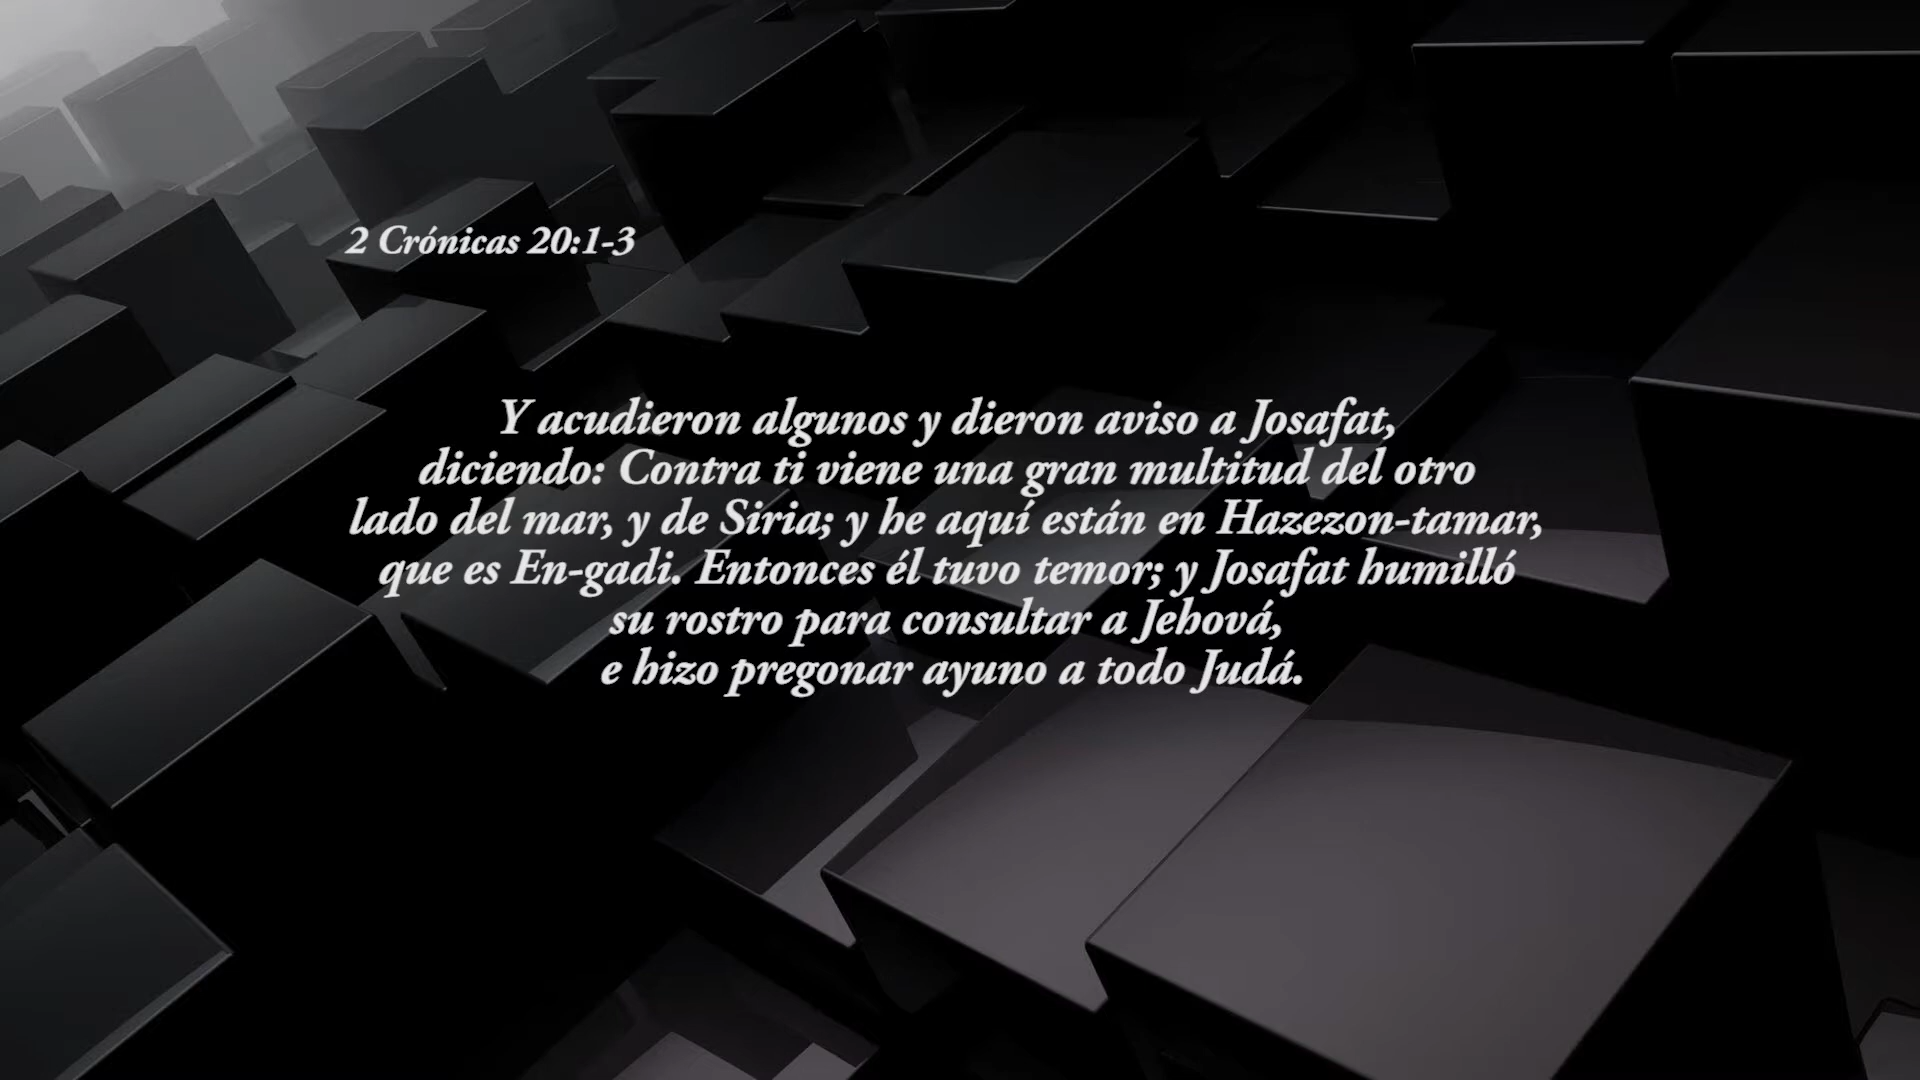 2 Crónicas 20:1-3
Y acudieron algunos y dieron aviso a Josafat,
diciendo: Contra ti viene una gran multitud del otro
lado del mar, y de Siria; y he aquí están en Hazezon-tamar,
que es En-gadi. Entonces él tuvo temor; y Josafat humilló
su rostro para consultar a Jehová,
e hizo pregonar ayuno a todo Judá.